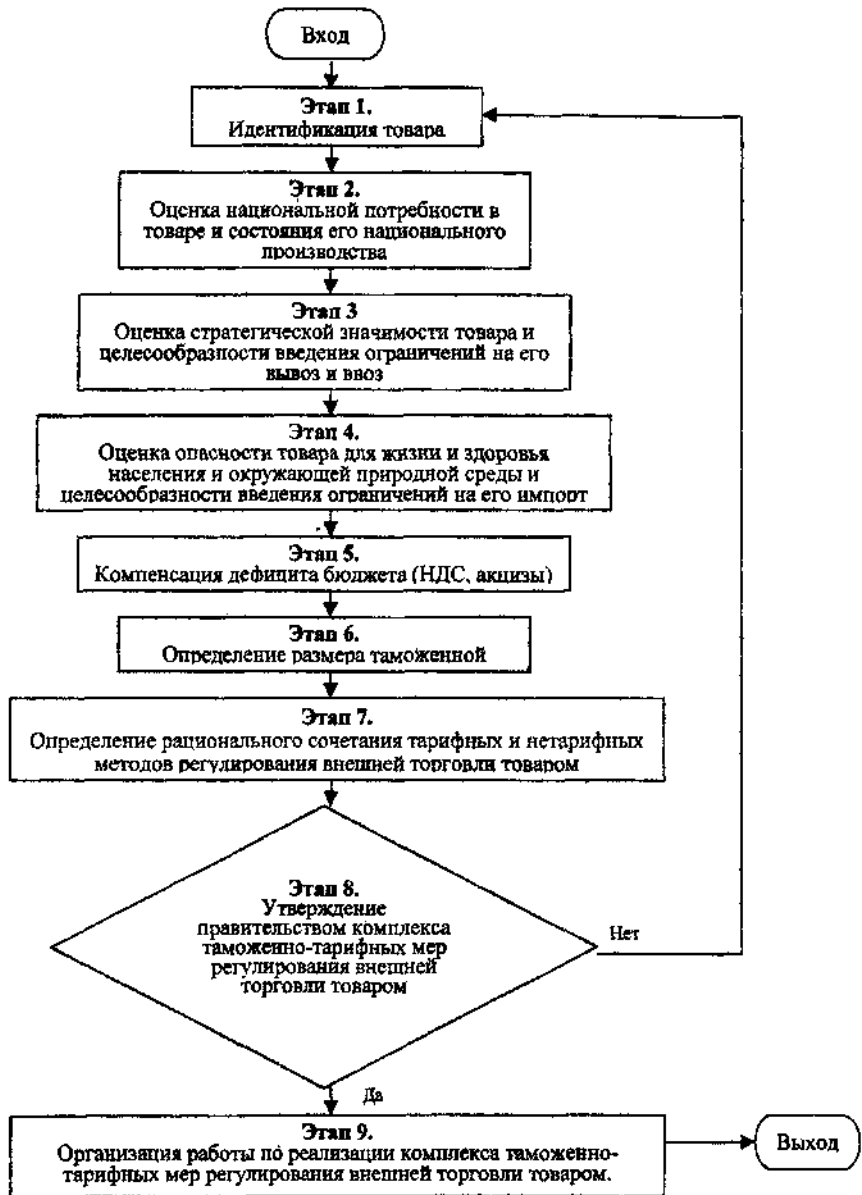 Вход
Этап 1.
Идентификация товара
Этап 2.
Оценка национальной потребности в
товаре и состояния его национального
производства
Этап 3
Оценка стратегической значимости товара и
целесообразности введения ограничений на его
вывоз и ввоз
Этап 4.
Оценка опасности товара для жизни и здоровья
населения и окружающей природной среды и
целесообразности введения ограничений на его импорт
Этап 5.
Компенсация дефицита бюджета (НДС, акцизы)
Этап 6.
Определение размера таможенной
Этап 7.
Определение рационального сочетания тарифных и нетарифных
методов регулирования внешней торговли товаром
Этап 8.
Утверждение
правительством комплекса
таможенно-тарифных мер
регулирования внешней
торговли товаром
Нет
Да
Этап 9.
Организация работы по реализации комплекса таможенно-
тарифных мер регулирования внешней торговли товаром.
Выход